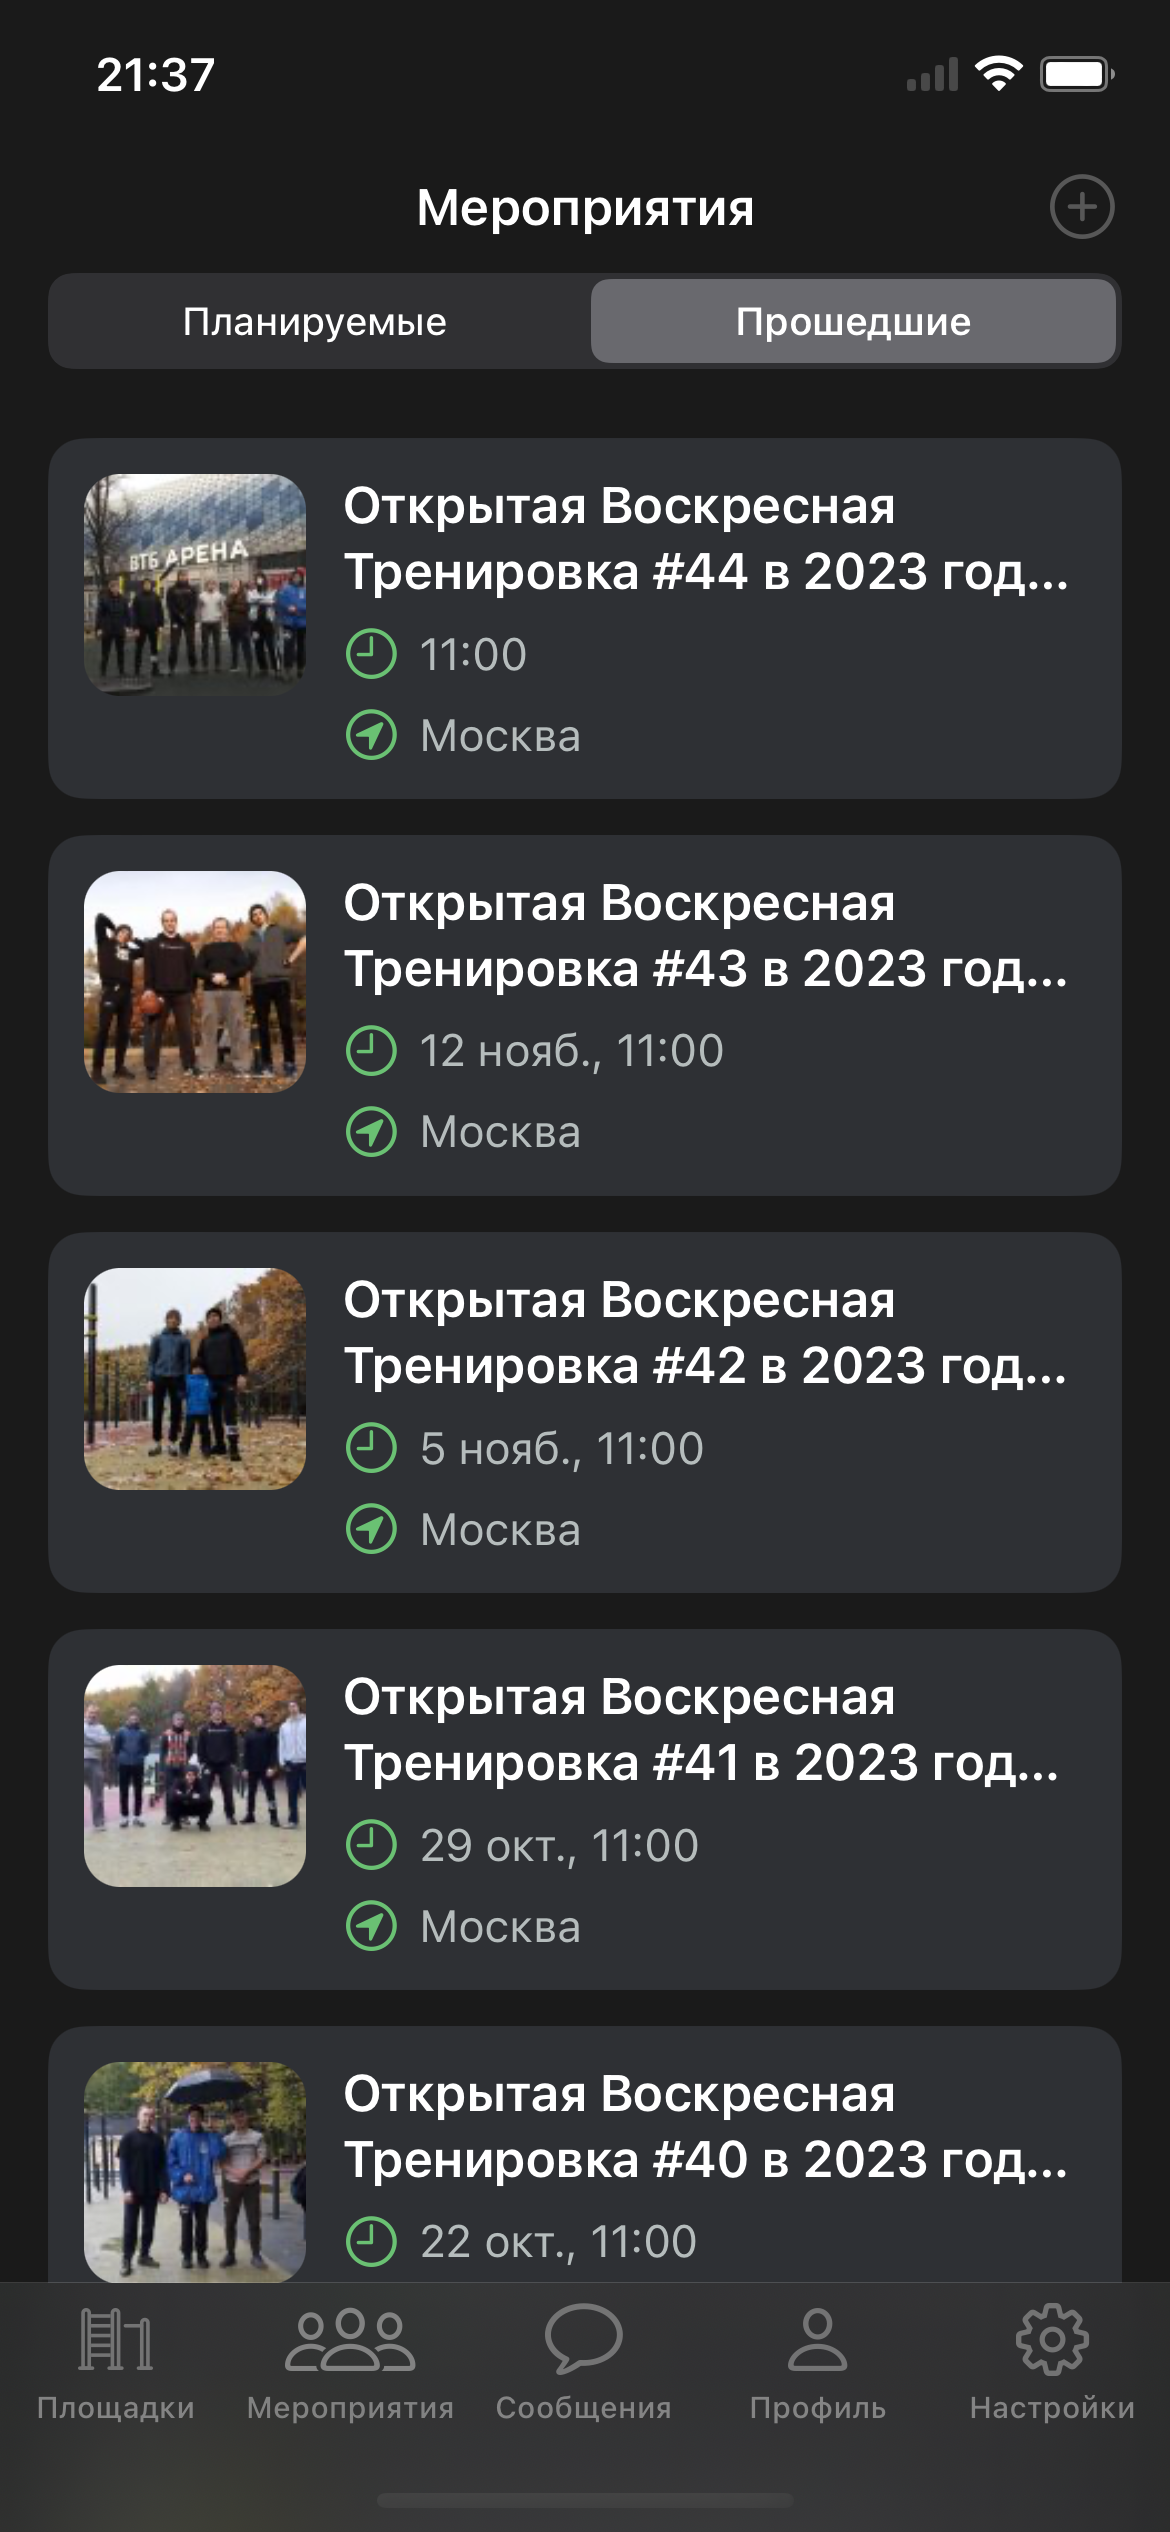 21:37
Мероприятия
Планируемые
Прошедшие
ВТБ АРЕНА
Открытая Воскресная
Тренировка #44 в 2023 год...
11:00
Москва
Открытая Воскресная
Тренировка #43 в 2023 год...
12 нояб., 11:00
Москва
Открытая Воскресная
Тренировка #42 в 2023 год...
5 нояб., 11:00
Москва
Открытая Воскресная
Тренировка #41 в 2023 год...
29 окт., 11:00
Москва
Открытая Воскресная
Тренировка #40 в 2023 год...
22 окт., 11:00
Площадки
Мероприятия
Сообщения
Профиль
Настройки